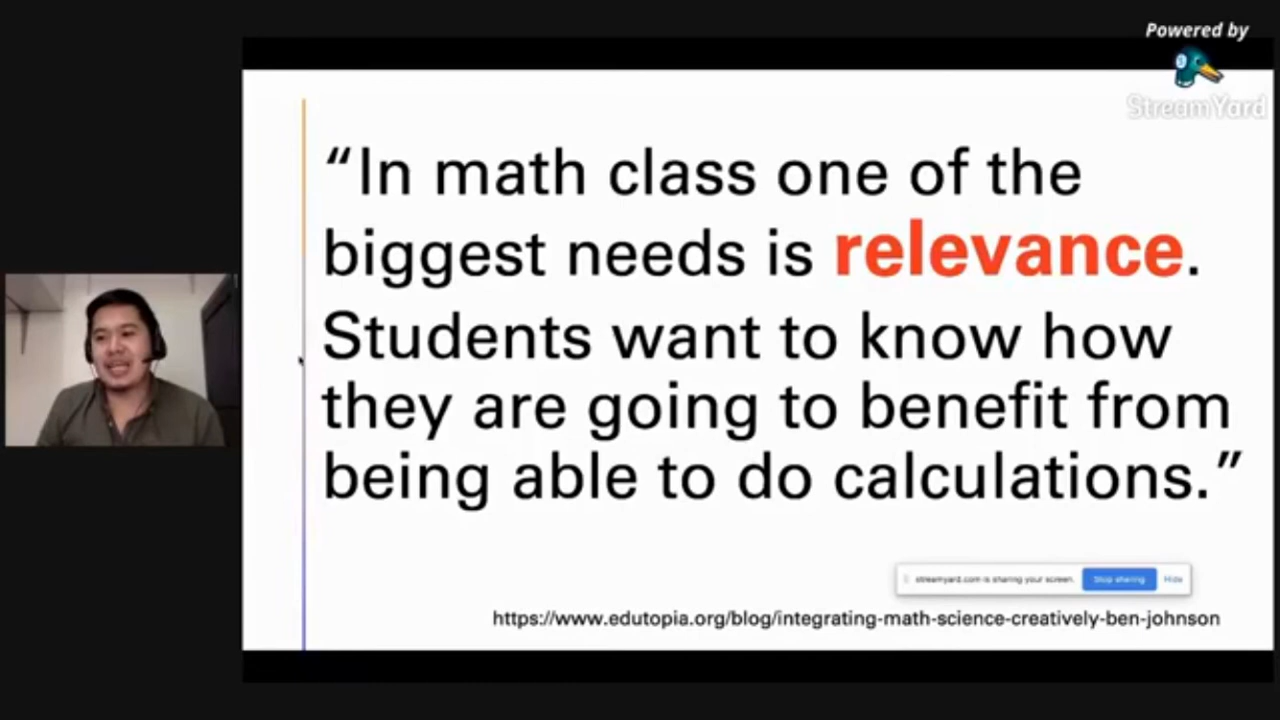 Powered by
StreamYard
“In math class one of the
biggest needs is relevance.
Students want to know how
they are going to benefit from
being able to do calculations.”
streamyard.com is sharing your screen.
Stop sharing
Hide
https://www.edutopia.org/blog/integrating-math-science-creatively-ben-johnson